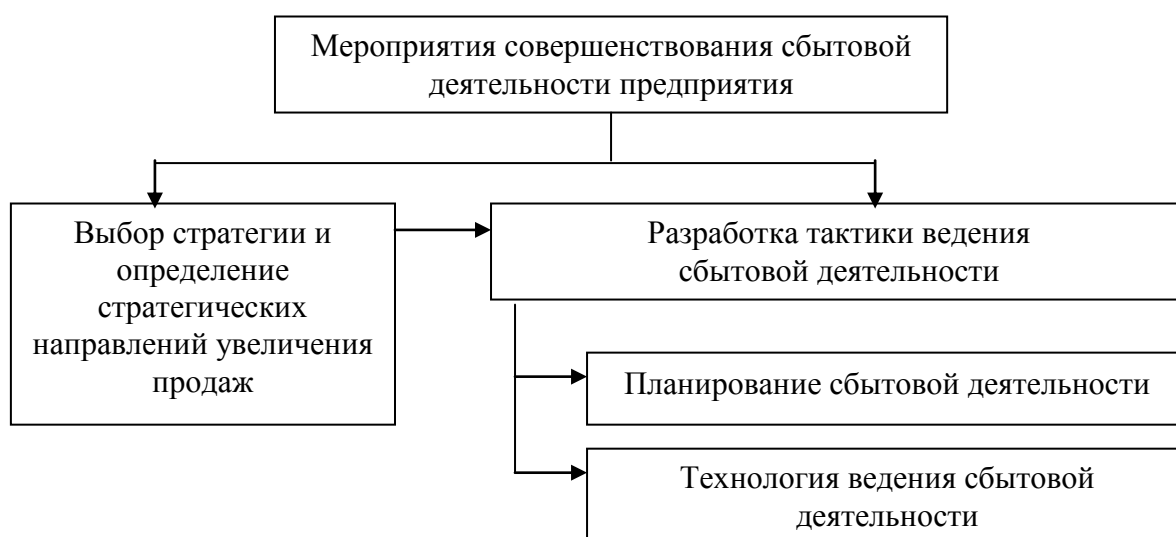 Мероприятия совершенствования сбытовой
деятельности предприятия
Выбор стратегии и
определение
стратегических
направлений увеличения
продаж
Разработка тактики ведения
сбытовой деятельности
Планирование сбытовой деятельности
Технология ведения сбытовой
деятельности